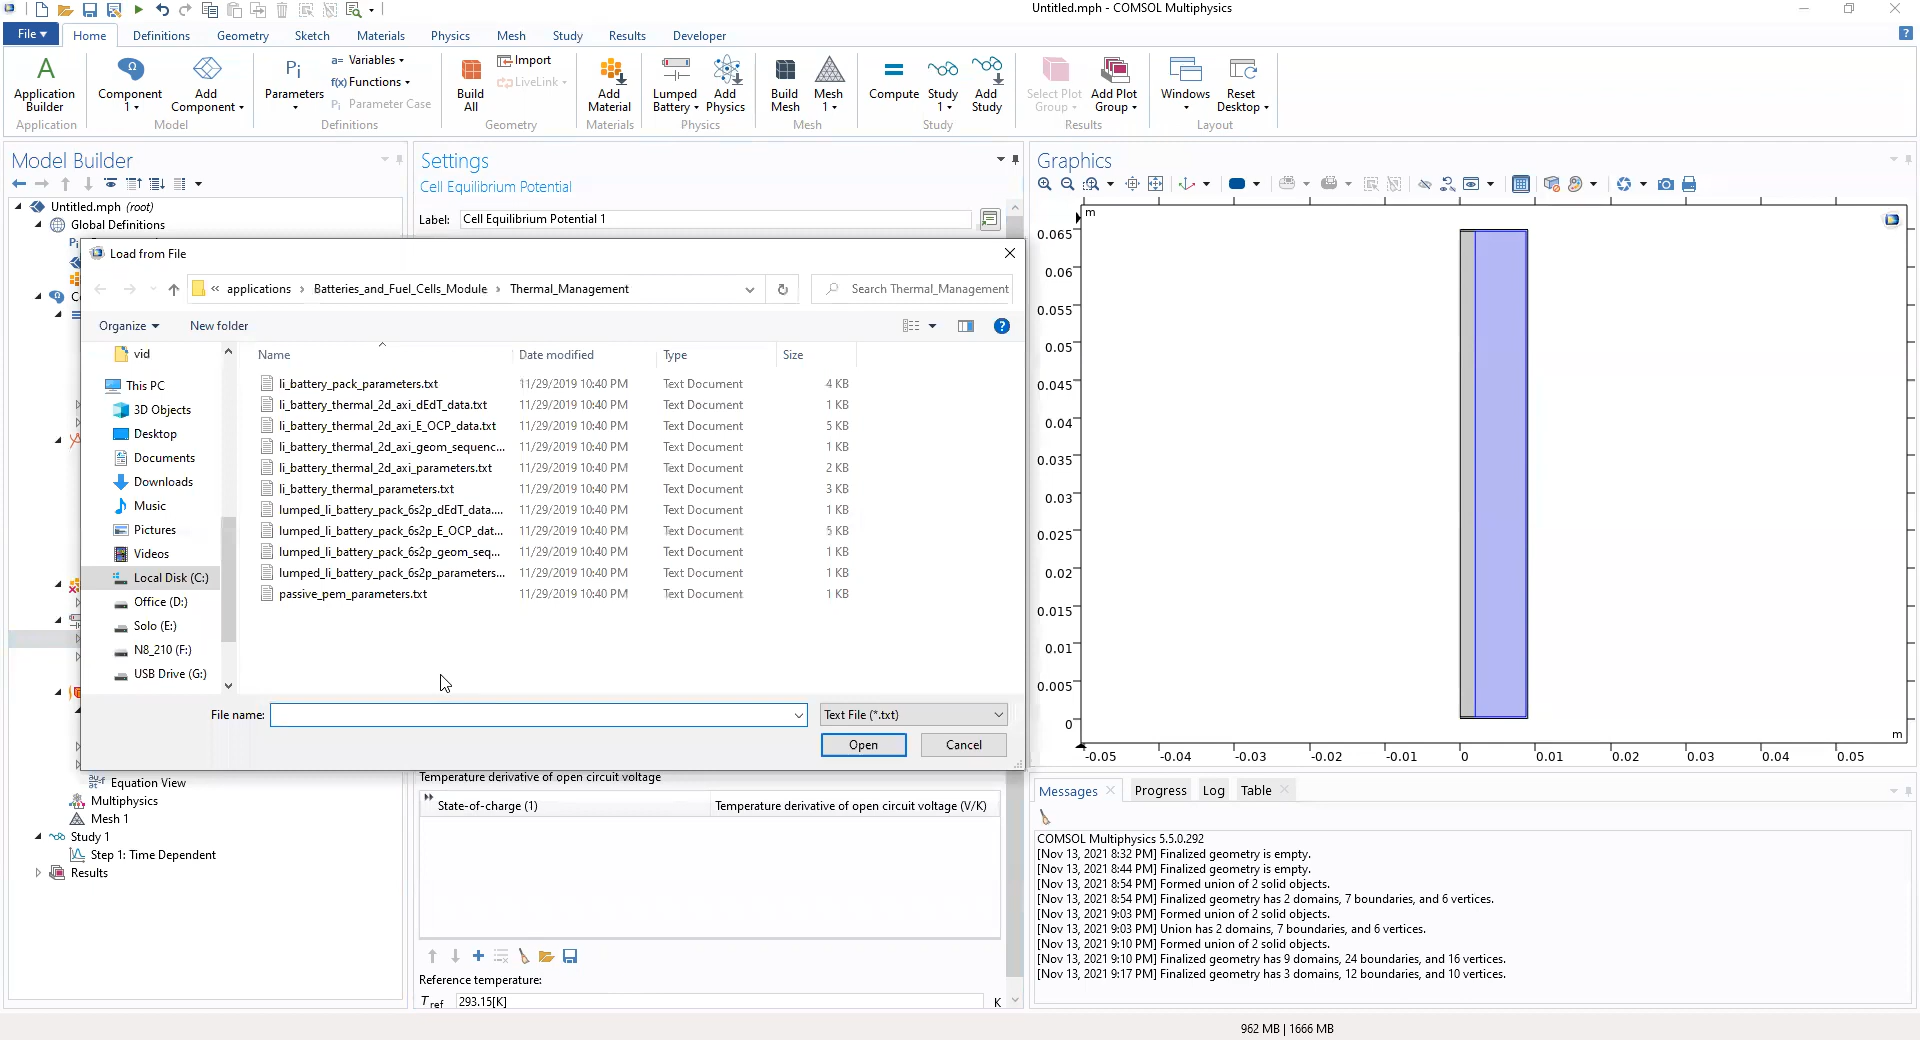 Untitled.mph - COMSOL Multiphysics
File Home Definitions Geometry Sketch Materials Physics Mesh Study Results Developer
Application Builder
Component 1
Add Component
Parameters
a= Variables
f(x) Functions
Pi Parameter Case
Build All
Import
LiveLink
Add Material
Lumped Battery
Add Physics
Build Mesh
Mesh 1
Compute
Study 1
Add Study
Select Plot Group
Add Plot Group
Windows
Reset Desktop
Application Model Definitions Geometry Materials Physics Mesh Study Results Layout
Model Builder
Untitled.mph (root)
Global Definitions
Equation View
Multiphysics
Mesh 1
Study 1
Step 1: Time Dependent
Results
Settings
Cell Equilibrium Potential
Label: Cell Equilibrium Potential 1
Load from File
« applications › Batteries_and_Fuel_Cells_Module › Thermal_Management
Search Thermal_Management
Organize New folder
vid
This PC
3D Objects
Desktop
Documents
Downloads
Music
Pictures
Videos
Local Disk (C:)
Office (D:)
Solo (E:)
N8_210 (F:)
USB Drive (G:)
Name Date modified Type Size
li_battery_pack_parameters.txt 11/29/2019 10:40 PM Text Document 4 KB
li_battery_thermal_2d_axi_dEdT_data.txt 11/29/2019 10:40 PM Text Document 1 KB
li_battery_thermal_2d_axi_E_OCP_data.txt 11/29/2019 10:40 PM Text Document 5 KB
li_battery_thermal_2d_axi_geom_sequenc... 11/29/2019 10:40 PM Text Document 1 KB
li_battery_thermal_2d_axi_parameters.txt 11/29/2019 10:40 PM Text Document 2 KB
li_battery_thermal_parameters.txt 11/29/2019 10:40 PM Text Document 3 KB
lumped_li_battery_pack_6s2p_dEdT_data.... 11/29/2019 10:40 PM Text Document 1 KB
lumped_li_battery_pack_6s2p_E_OCP_dat... 11/29/2019 10:40 PM Text Document 5 KB
lumped_li_battery_pack_6s2p_geom_seq... 11/29/2019 10:40 PM Text Document 1 KB
lumped_li_battery_pack_6s2p_parameters... 11/29/2019 10:40 PM Text Document 1 KB
passive_pem_parameters.txt 11/29/2019 10:40 PM Text Document 1 KB
File name:
Text File (*.txt)
Open Cancel
Temperature derivative of open circuit voltage
State-of-charge (1) Temperature derivative of open circuit voltage (V/K)
Reference temperature:
Tref 293.15[K] K
Graphics
m
0.065
0.06
0.055
0.05
0.045
0.04
0.035
0.03
0.025
0.02
0.015
0.01
0.005
0
m
-0.05 -0.04 -0.03 -0.02 -0.01 0 0.01 0.02 0.03 0.04 0.05
Messages Progress Log Table
COMSOL Multiphysics 5.5.0.292
[Nov 13, 2021 8:32 PM] Finalized geometry is empty.
[Nov 13, 2021 8:44 PM] Finalized geometry is empty.
[Nov 13, 2021 8:54 PM] Formed union of 2 solid objects.
[Nov 13, 2021 8:54 PM] Finalized geometry has 2 domains, 7 boundaries, and 6 vertices.
[Nov 13, 2021 9:03 PM] Formed union of 2 solid objects.
[Nov 13, 2021 9:03 PM] Union has 2 domains, 7 boundaries, and 6 vertices.
[Nov 13, 2021 9:10 PM] Formed union of 2 solid objects.
[Nov 13, 2021 9:10 PM] Finalized geometry has 9 domains, 24 boundaries, and 16 vertices.
[Nov 13, 2021 9:17 PM] Finalized geometry has 3 domains, 12 boundaries, and 10 vertices.
962 MB | 1666 MB